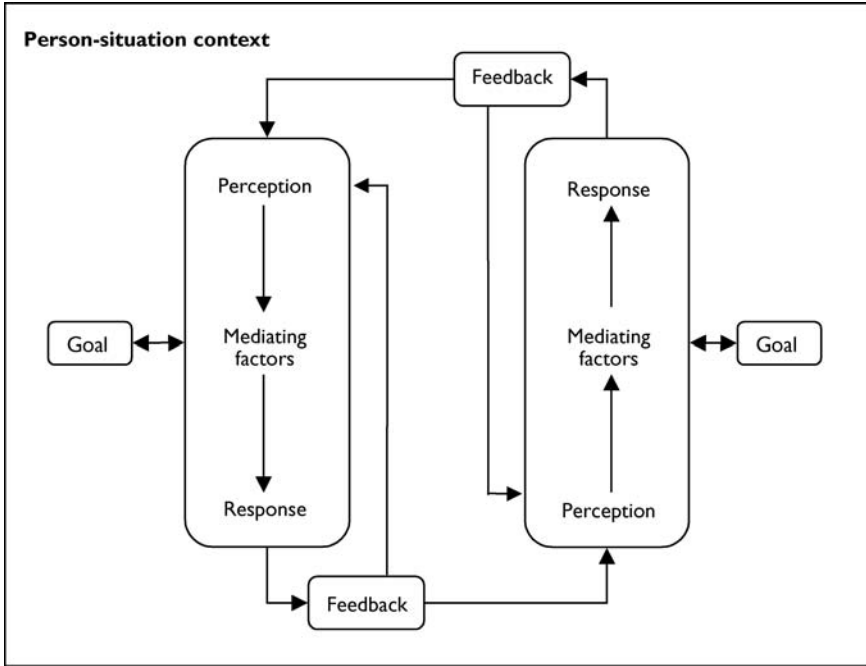 Person-situation context
Feedback
Perception
Response
Goal
Mediating
factors
Mediating
factors
Goal
Response
Perception
Feedback